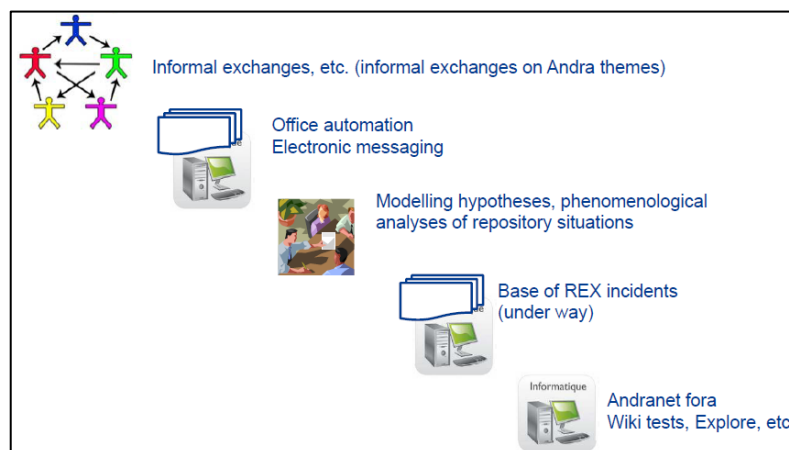 Informal exchanges, etc. (informal exchanges on Andra themes)
Office automation
Electronic messaging
Modelling hypotheses, phenomenological
analyses of repository situations
Base of REX incidents
(under way)
Informatique
Andranet fora
Wiki tests, Explore, etc